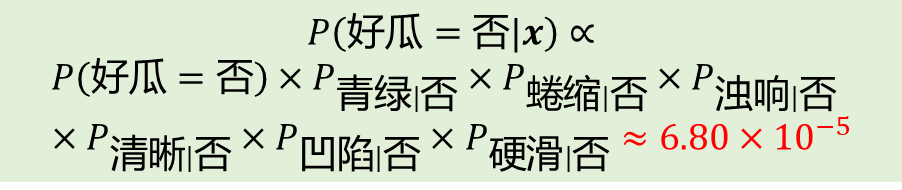 P(好瓜 = 否|x) ∝
P(好瓜 = 否) × P青绿|否 × P蜷缩|否 × P浊响|否
× P清晰|否 × P凹陷|否 × P硬滑|否 ≈ 6.80 × 10⁻⁵